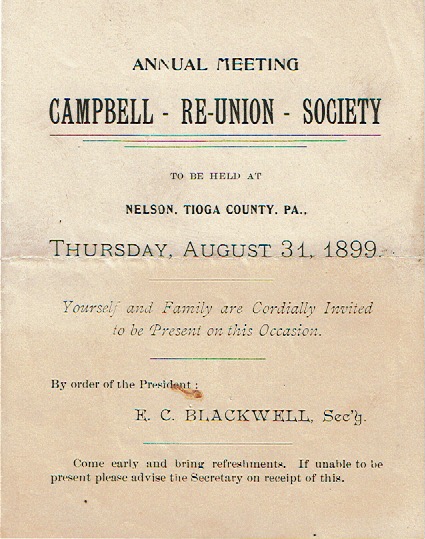 ANNUAL MEETING
CAMPBELL - RE-UNION - SOCIETY
TO BE HELD AT
NELSON, TIOGA COUNTY, PA.,
THURSDAY, AUGUST 31, 1899.
Yourself and Family are Cordially Invited
to be Present on this Occasion.
By order of the President:
E. C. BLACKWELL, Sec'y.
Come early and bring refreshments. If unable to be
present please advise the Secretary on receipt of this.